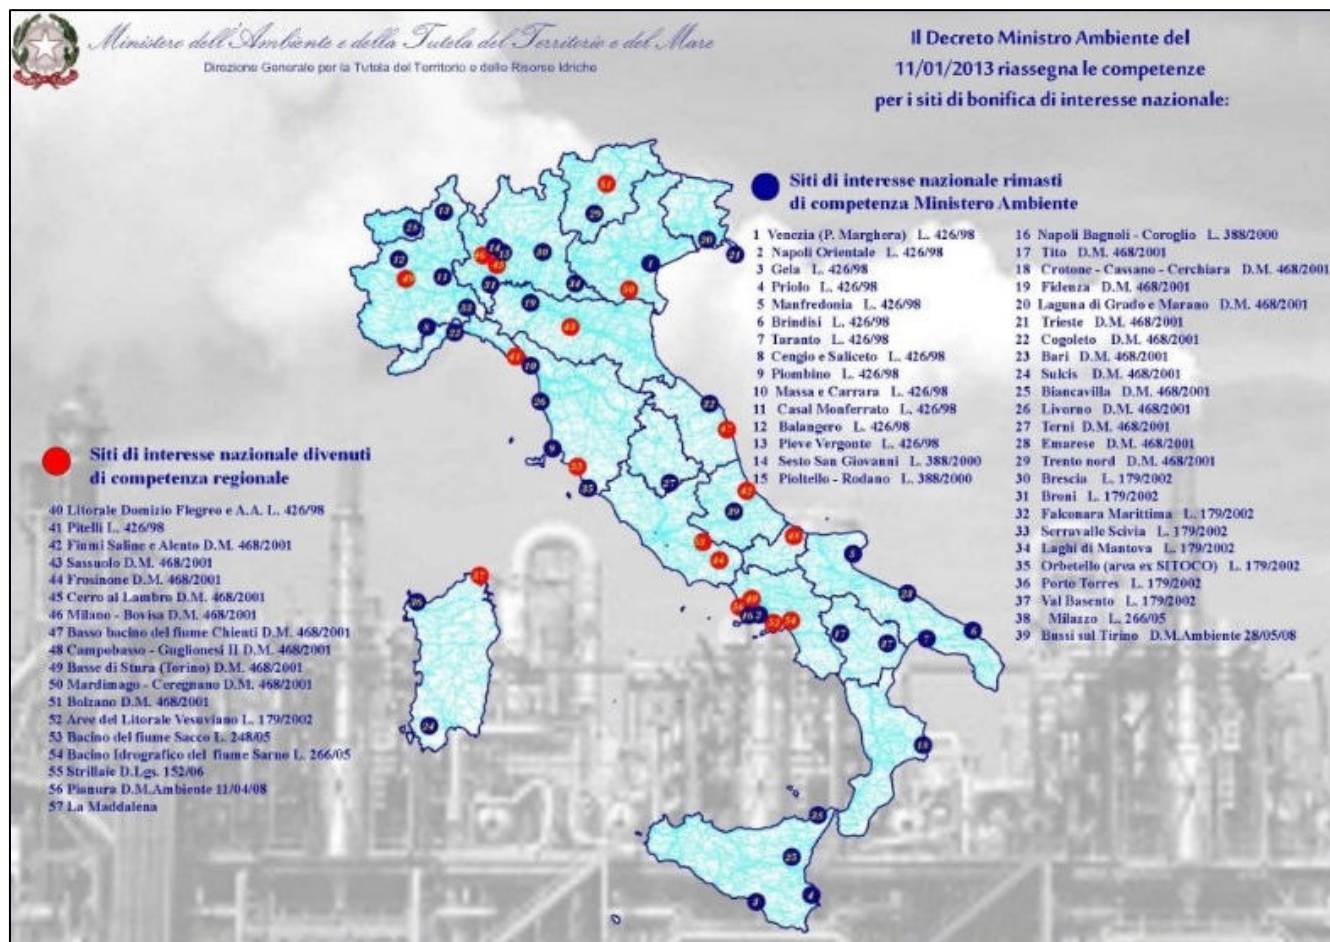 Ministero dell'Ambiente e della Tutela del Territorio e del Mare
Direzione Generale per la Tutela del Territorio e delle Risorse Idriche
Il Decreto Ministro Ambiente del
11/01/2013 riassegna le competenze
per i siti di bonifica di interesse nazionale:
Siti di interesse nazionale rimasti
di competenza Ministero Ambiente
1 Venezia (P. Marghera) L. 426/98
2 Napoli Orientale L. 426/98
3 Gela L. 426/98
4 Priolo L. 426/98
5 Manfredonia L. 426/98
6 Brindisi L. 426/98
7 Taranto L. 426/98
8 Cengio e Saliceto L. 426/98
9 Piombino L. 426/98
10 Massa e Carrara L. 426/98
11 Casal Monferrato L. 426/98
12 Balangero L. 426/98
13 Pieve Vergonte L. 426/98
14 Sesto San Giovanni L. 388/2000
15 Pioltello - Rodano L. 388/2000
16 Napoli Bagnoli - Coroglio L. 388/2000
17 Tito D.M. 468/2001
18 Crotone - Cassano - Cerchiara D.M. 468/2001
19 Fidenza D.M. 468/2001
20 Laguna di Grado e Marano D.M. 468/2001
21 Trieste D.M. 468/2001
22 Cogoleto D.M. 468/2001
23 Bari D.M. 468/2001
24 Sulcis D.M. 468/2001
25 Biancavilla D.M. 468/2001
26 Livorno D.M. 468/2001
27 Terni D.M. 468/2001
28 Emarese D.M. 468/2001
29 Trento nord D.M. 468/2001
30 Brescia L. 179/2002
31 Broni L. 179/2002
32 Falconara Marittima L. 179/2002
33 Serravalle Scivia L. 179/2002
34 Laghi di Mantova L. 179/2002
35 Orbetello (area ex SITOCO) L. 179/2002
36 Porto Torres L. 179/2002
37 Val Basento L. 179/2002
38 Milazzo L. 266/05
39 Bussi sul Tirino D.M.Ambiente 28/05/08
Siti di interesse nazionale divenuti
di competenza regionale
40 Litorale Domizio Flegreo e A.A. L. 426/98
41 Pitelli L. 426/98
42 Fiumi Saline e Alento D.M. 468/2001
43 Sassuolo D.M. 468/2001
44 Frosinone D.M. 468/2001
45 Cerro al Lambro D.M. 468/2001
46 Milano - Bovisa D.M. 468/2001
47 Basso bacino del fiume Chienti D.M. 468/2001
48 Campobasso - Guglionesi II D.M. 468/2001
49 Basse di Stura (Torino) D.M. 468/2001
50 Mardimago - Ceregnano D.M. 468/2001
51 Bolzano D.M. 468/2001
52 Aree del Litorale Vesuviano L. 179/2002
53 Bacino del fiume Sacco L. 248/05
54 Bacino Idrografico del fiume Sarno L. 266/05
55 Strillaie D.Lgs. 152/06
56 Pianura D.M.Ambiente 11/04/08
57 La Maddalena